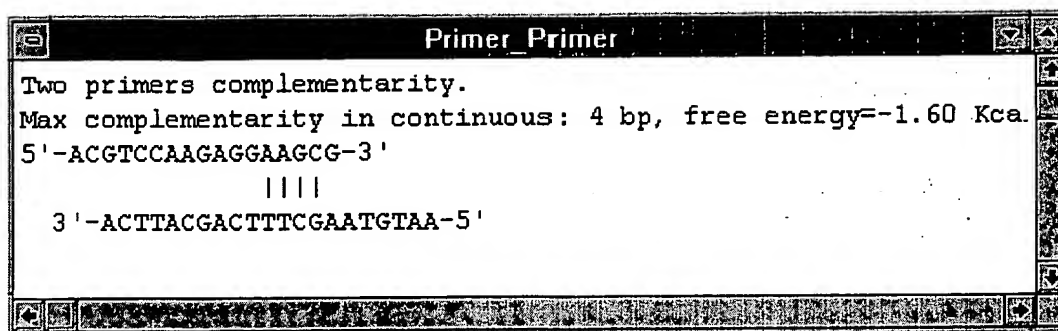 Primer_Primer
Two primers complementarity.
Max complementarity in continuous: 4 bp, free energy=-1.60 Kca.
5'-ACGTCCAAGAGGAAGCG-3'
||||
3'-ACTTACGACTTTCGAATGTAA-5'